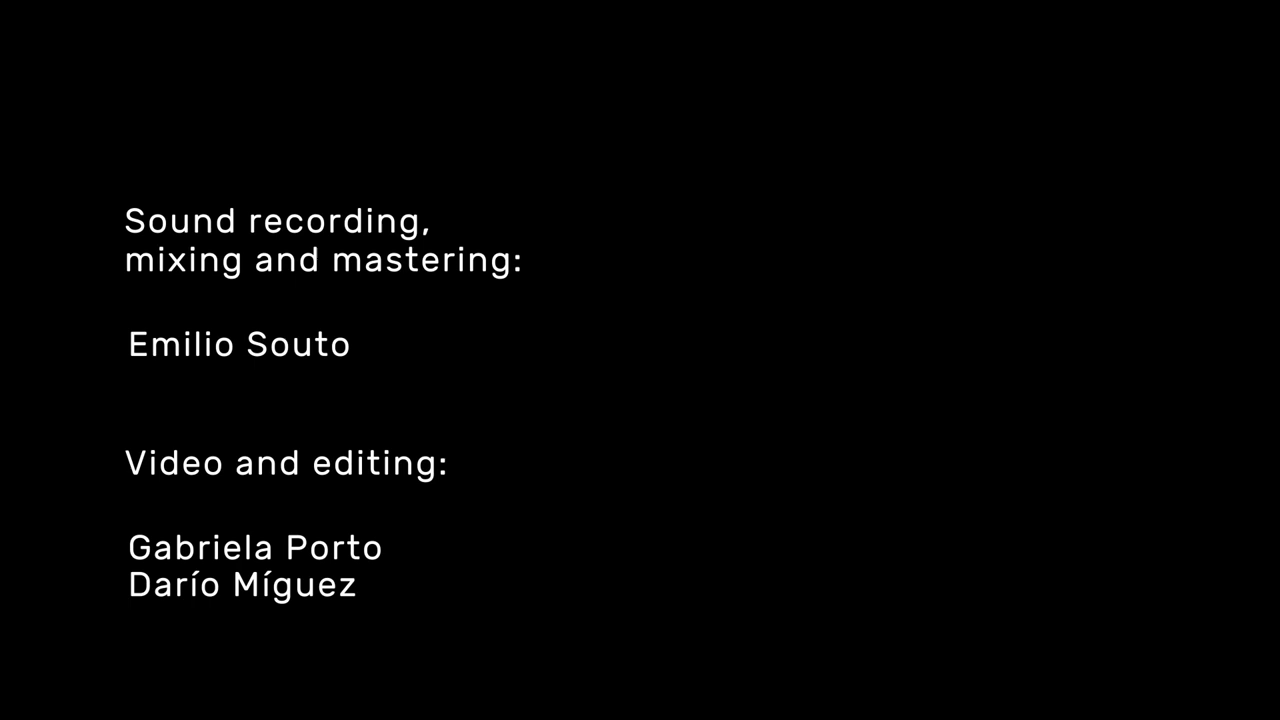 Sound recording,
mixing and mastering:
Emilio Souto
Video and editing:
Gabriela Porto
Darío Míguez